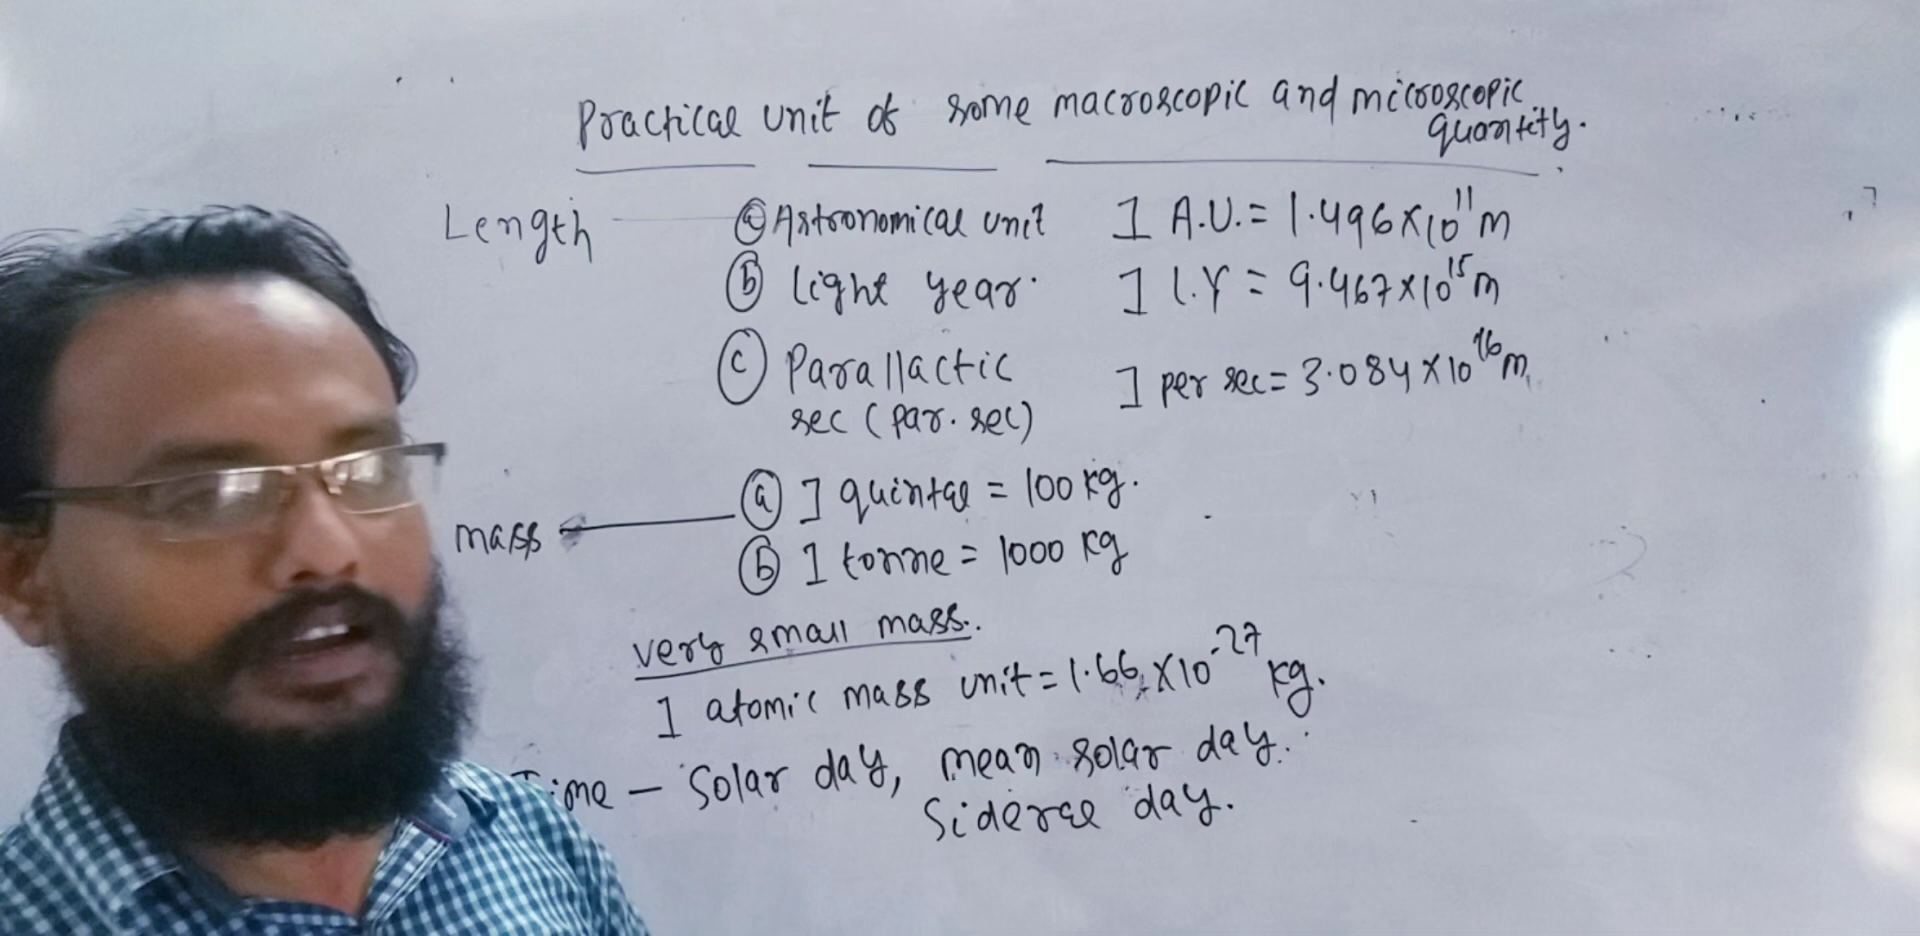 Practical unit of some macroscopic and microscopic
quantity.
Length
(a) Astronomical unit 1 A.U. = 1.496×10¹¹m
(b) Light year. 1 L.Y = 9.467×10¹⁵m
(c) Parallactic 1 per sec = 3.084×10¹⁶m
sec (par. sec)
mass
(a) 1 quintal = 100 kg.
(b) 1 tonne = 1000 kg
very small mass.
1 atomic mass unit = 1.66×10⁻²⁷ kg.
Time – Solar day, mean solar day.
Sideral day.